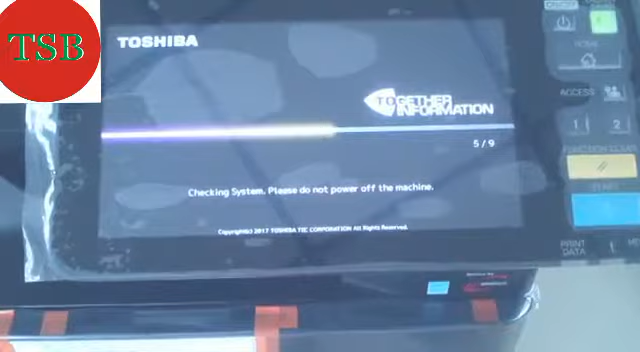 TSB
TOSHIBA
TOGETHER
INFORMATION
5 / 9
Checking System. Please do not power off the machine.
Copyright(c) 2017 TOSHIBA TEC CORPORATION All Rights Reserved.
HOME
ACCESS
1 2
FUNCTION CLEAR
START
PRINT
DATA